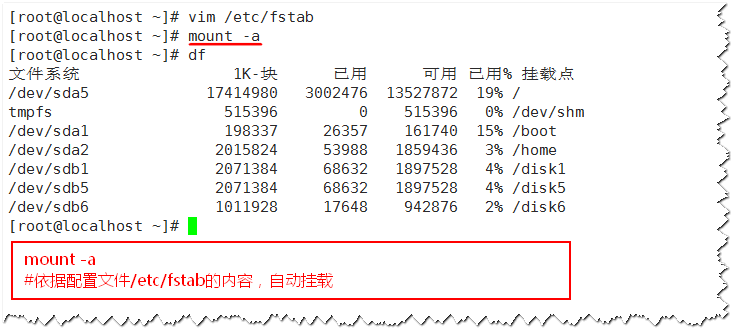 [root@localhost ~]# vim /etc/fstab
[root@localhost ~]# mount -a
[root@localhost ~]# df
文件系统 1K-块 已用 可用 已用% 挂载点
/dev/sda5 17414980 3002476 13527872 19% /
tmpfs 515396 0 515396 0% /dev/shm
/dev/sda1 198337 26357 161740 15% /boot
/dev/sda2 2015824 53988 1859436 3% /home
/dev/sdb1 2071384 68632 1897528 4% /disk1
/dev/sdb5 2071384 68632 1897528 4% /disk5
/dev/sdb6 1011928 17648 942876 2% /disk6
[root@localhost ~]#
mount -a
#依据配置文件/etc/fstab的内容，自动挂载